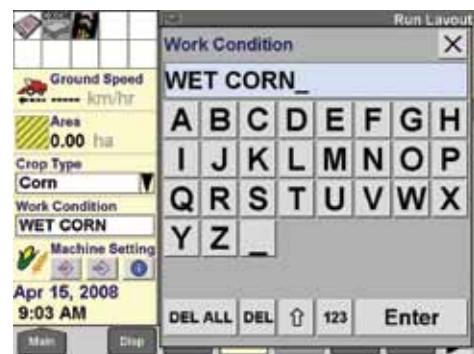 Run Layout
Work Condition
WET CORN_
A B C D E F G H
I J K L M N O P
Q R S T U V W X
Y Z _
DEL ALL DEL ⇧ 123 Enter
Ground Speed
----- km/hr
Area
0.00 ha
Crop Type
Corn
Work Condition
WET CORN
Machine Setting
Apr 15, 2008
9:03 AM
Main Disp